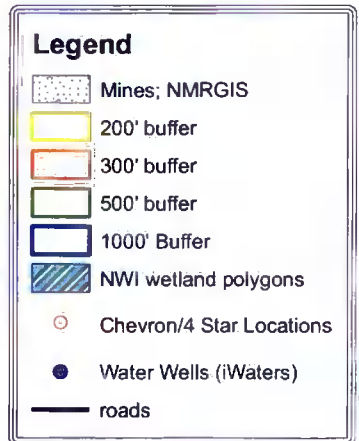 Legend
Mines; NMRGIS
200' buffer
300' buffer
500' buffer
1000' Buffer
NWI wetland polygons
Chevron/4 Star Locations
Water Wells (iWaters)
roads